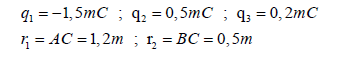 q₁ = −1,5mC ; q₂ = 0,5mC ; q₃ = 0,2mC
r₁ = AC = 1,2m ; r₂ = BC = 0,5m